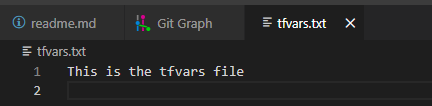 readme.md Git Graph tfvars.txt
tfvars.txt
1 This is the tfvars file
2